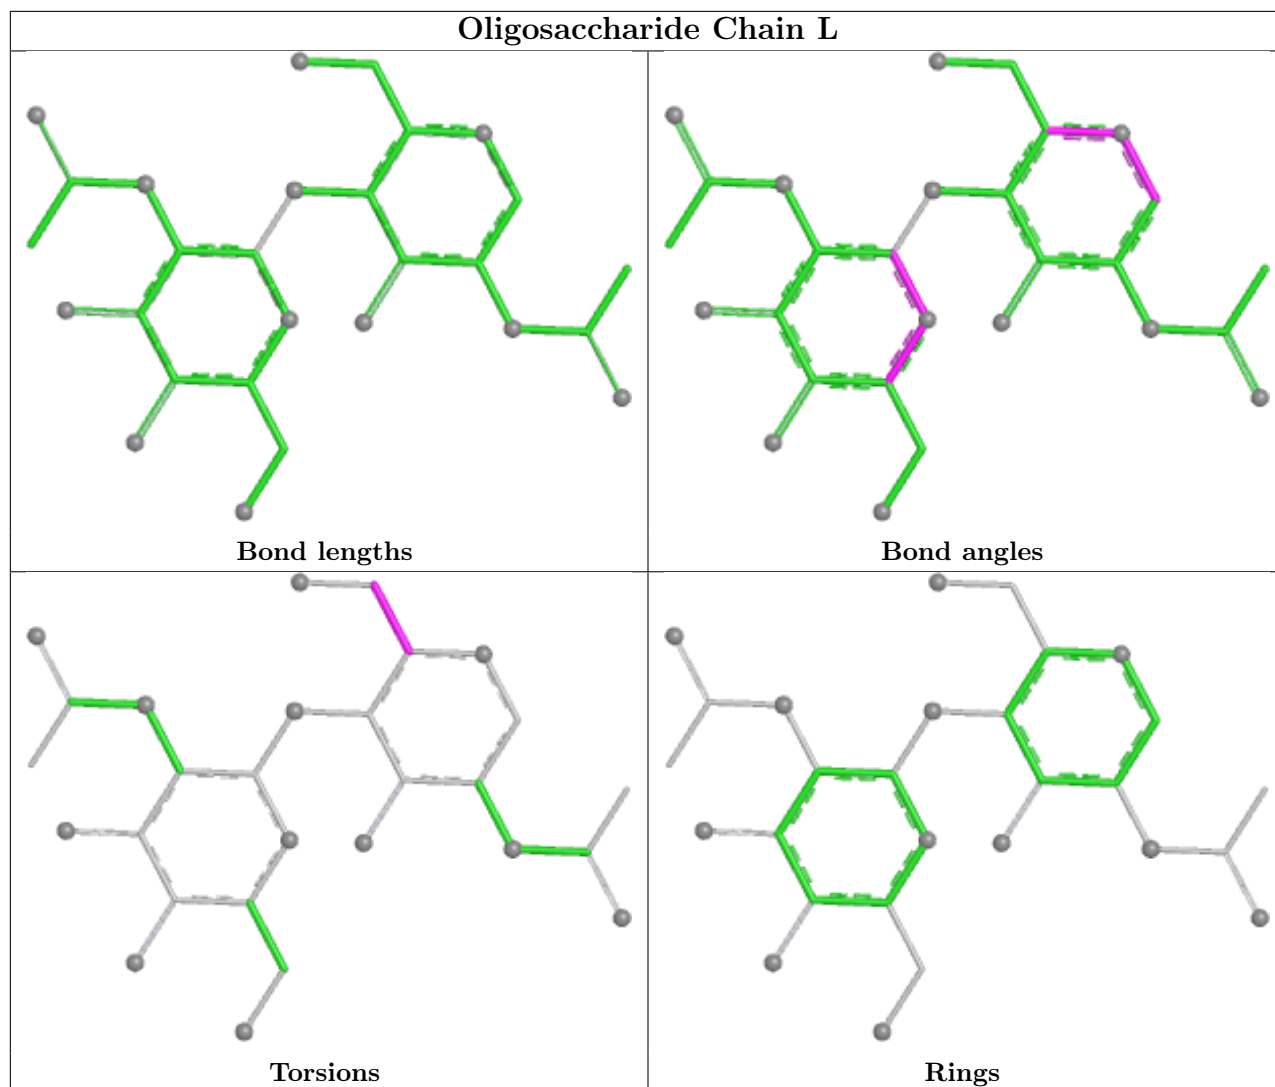 Oligosaccharide Chain L
Bond lengths
Bond angles
Torsions
Rings